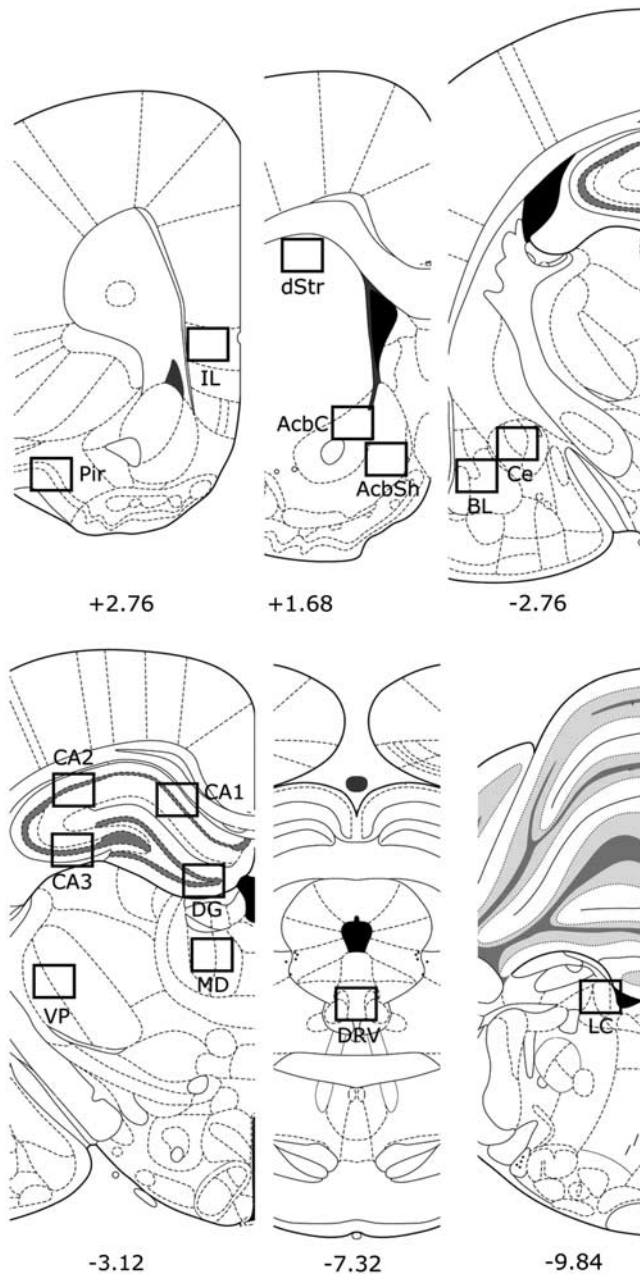 dStr
IL
AcbC
Pir
AcbSh
Ce
BL
+2.76
+1.68
-2.76
CA2
CA1
CA3
DG
MD
VP
DRV
LC
-3.12
-7.32
-9.84